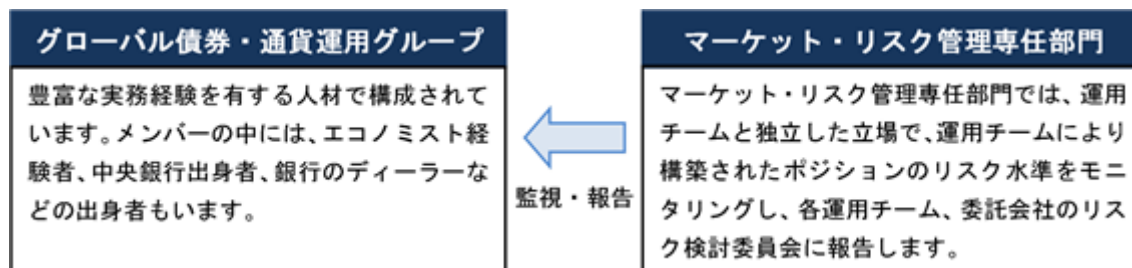 グローバル債券・通貨運用グループ
豊富な実務経験を有する人材で構成されて
います。メンバーの中には、エコノミスト経
験者、中央銀行出身者、銀行のディーラーな
どの出身者もいます。
監視・報告
マーケット・リスク管理専任部門
マーケット・リスク管理専任部門では、運用
チームと独立した立場で、運用チームにより
構築されたポジションのリスク水準をモニ
タリングし、各運用チーム、委託会社のリス
ク検討委員会に報告します。